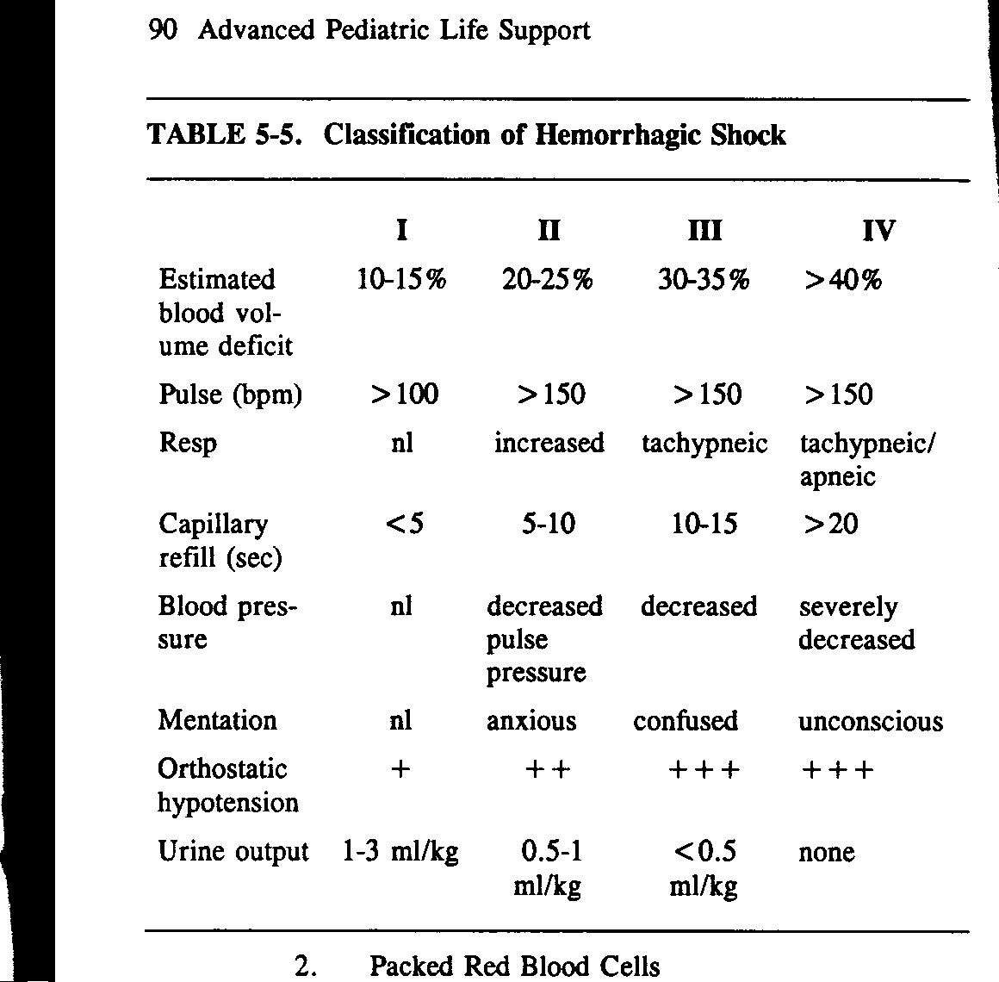 90 Advanced Pediatric Life Support
TABLE 5-5. Classification of Hemorrhagic Shock
I II III IV
Estimated 10-15% 20-25% 30-35% >40%
blood vol-
ume deficit
Pulse (bpm) >100 >150 >150 >150
Resp nl increased tachypneic tachypneic/
apneic
Capillary <5 5-10 10-15 >20
refill (sec)
Blood pres- nl decreased decreased severely
sure pulse decreased
pressure
Mentation nl anxious confused unconscious
Orthostatic + ++ +++ +++
hypotension
Urine output 1-3 ml/kg 0.5-1 <0.5 none
ml/kg ml/kg
2. Packed Red Blood Cells